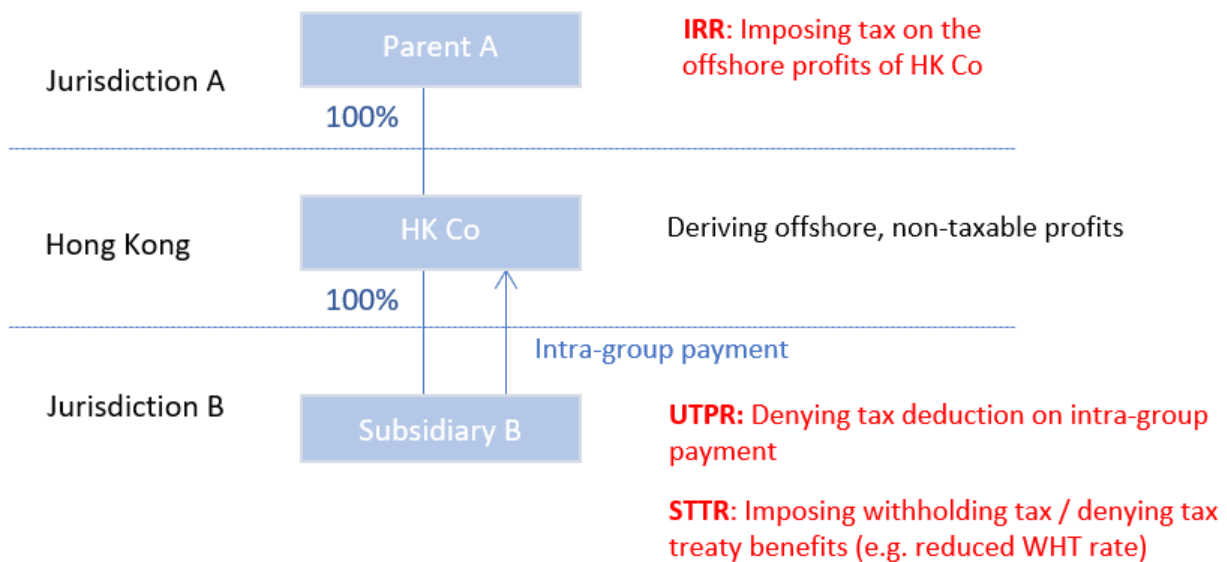 Parent A
IRR: Imposing tax on the
offshore profits of HK Co
Jurisdiction A
100%
HK Co
Deriving offshore, non-taxable profits
Hong Kong
100%
Intra-group payment
Jurisdiction B
Subsidiary B
UTPR: Denying tax deduction on intra-group
payment
STTR: Imposing withholding tax / denying tax
treaty benefits (e.g. reduced WHT rate)